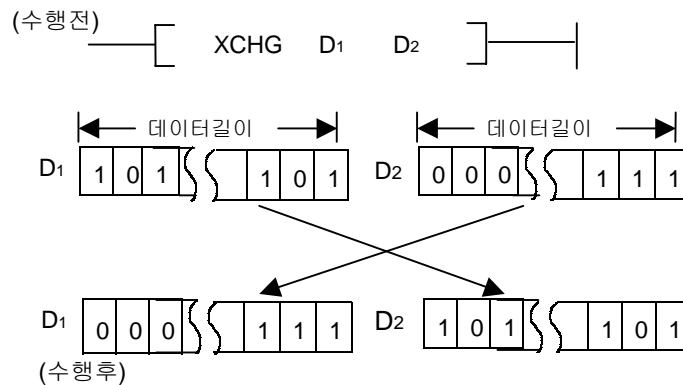 (수행전)
XCHG D1 D2
데이터길이 데이터길이
D1 1 0 1 1 0 1 D2 0 0 0 1 1 1
D1 0 0 0 1 1 1 D2 1 0 1 1 0 1
(수행후)